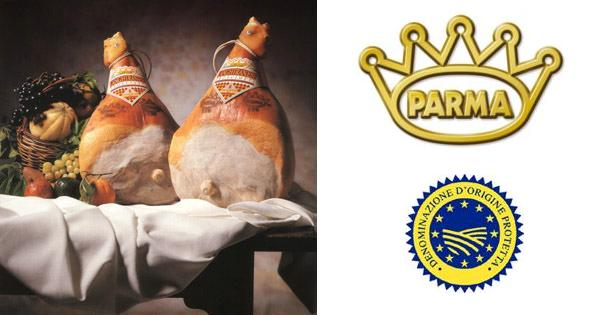 PARMA
· DENOMINAZIONE D'ORIGINE PROTETTA ·